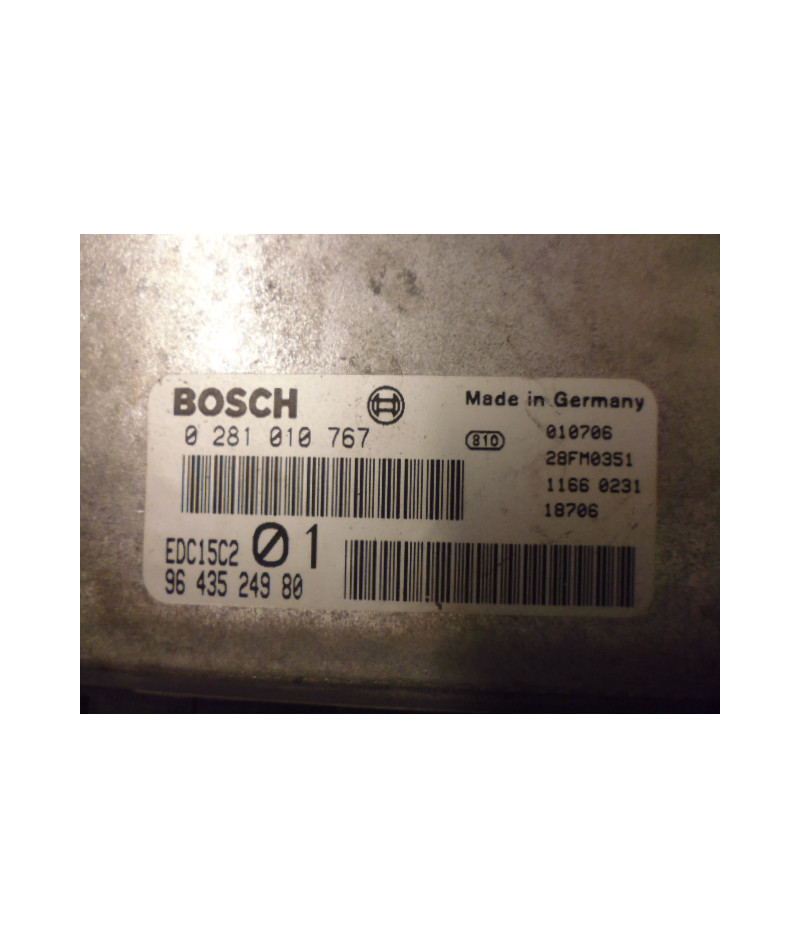 BOSCH
Made in Germany
0 281 010 767
810
010706
28FM0351
1166 0231
18706
EDC15C2
01
96 435 249 80